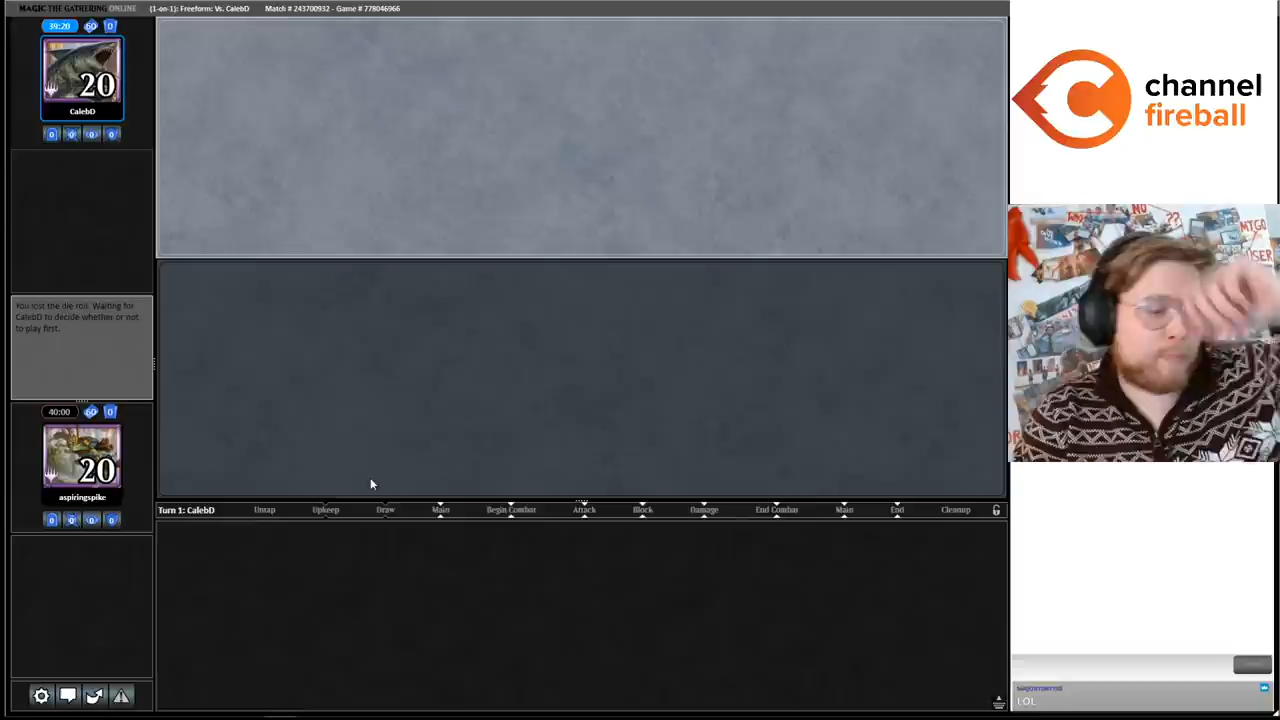 MAGIC THE GATHERING ONLINE
(1-on-1): Freeform: Vs. CalebD
Match # 243700932 - Game # 778046966
39:20
60
0
20
CalebD
0 0 0 0
You lost the die roll. Waiting for
CalebD to decide whether or not
to play first.
40:00
60
0
20
aspiringspike
0 0 0 0
Turn 1: CalebD
Untap
Upkeep
Draw
Main
Begin Combat
Attack
Block
Damage
End Combat
Main
End
Cleanup
channel
fireball
MTGO
USER
LOL